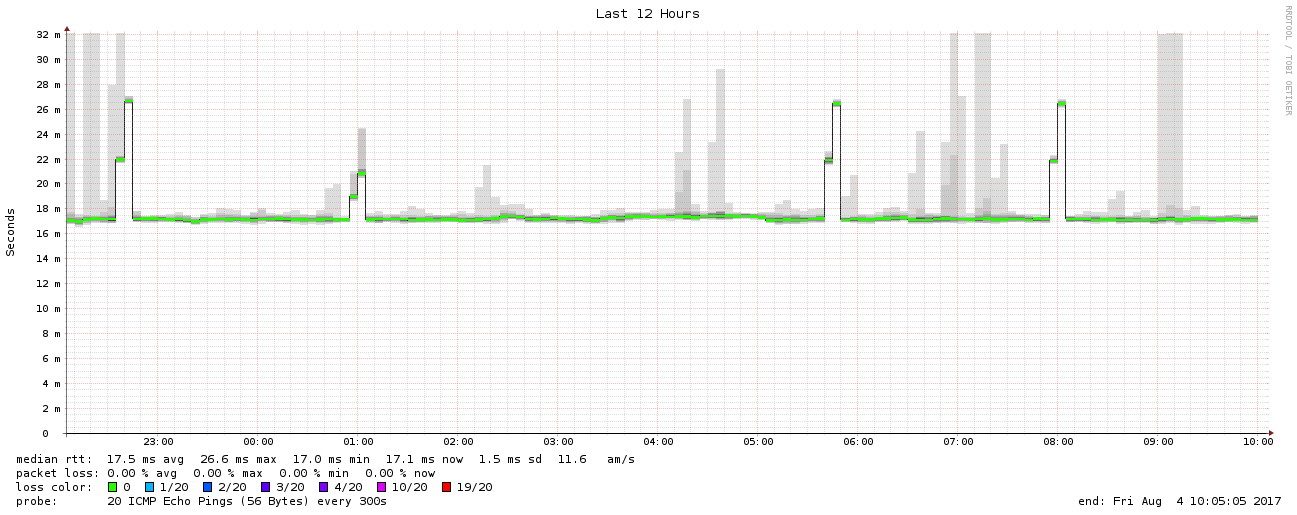 Last 12 Hours
RRDTOOL / TOBI OETIKER
Seconds
32 m
30 m
28 m
26 m
24 m
22 m
20 m
18 m
16 m
14 m
12 m
10 m
8 m
6 m
4 m
2 m
0
23:00 00:00 01:00 02:00 03:00 04:00 05:00 06:00 07:00 08:00 09:00 10:00
median rtt: 17.5 ms avg 26.6 ms max 17.0 ms min 17.1 ms now 1.5 ms sd 11.6 am/s
packet loss: 0.00 % avg 0.00 % max 0.00 % min 0.00 % now
loss color: 0 1/20 2/20 3/20 4/20 10/20 19/20
probe: 20 ICMP Echo Pings (56 Bytes) every 300s end: Fri Aug 4 10:05:05 2017